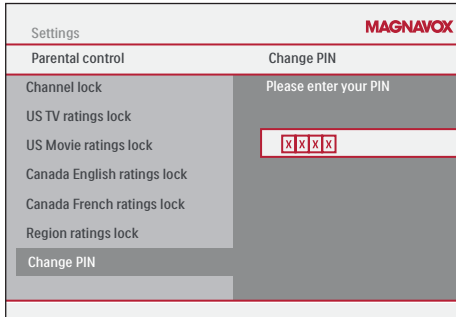 Settings
MAGNAVOX
Parental control
Change PIN
Channel lock
Please enter your PIN
US TV ratings lock
US Movie ratings lock
X X X X
Canada English ratings lock
Canada French ratings lock
Region ratings lock
Change PIN